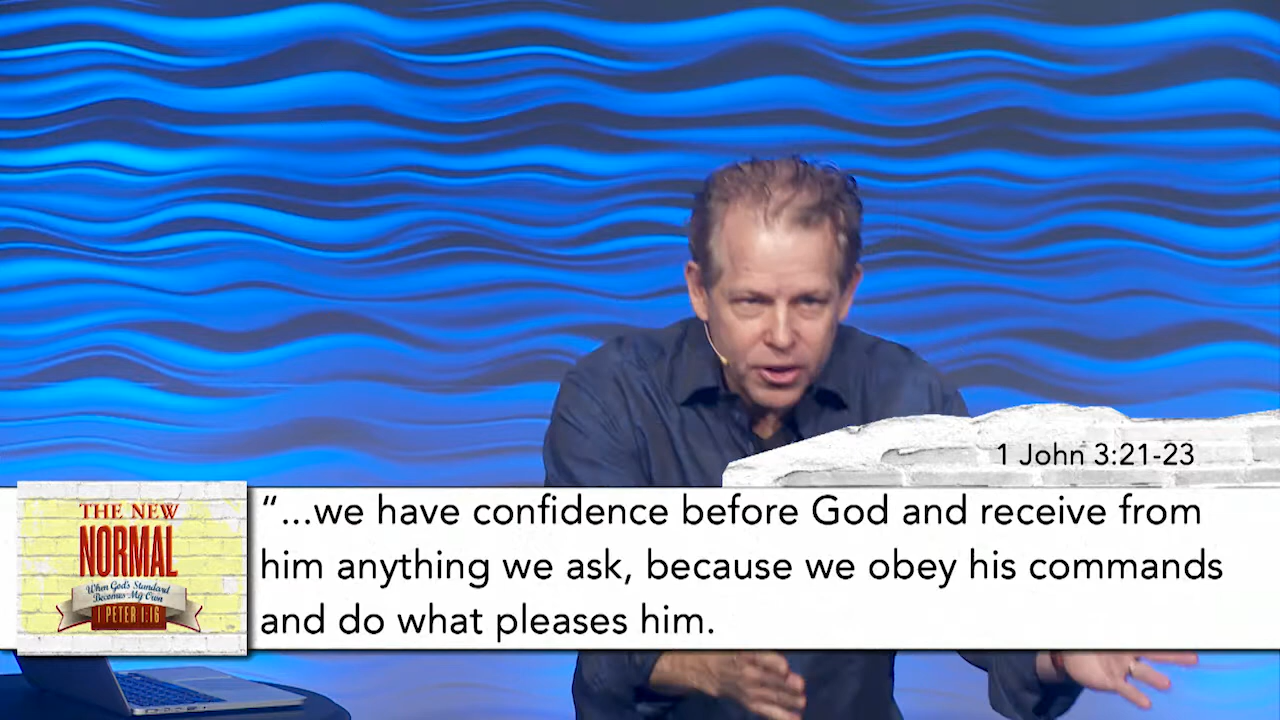 1 John 3:21-23
THE NEW
NORMAL
When God's Standard
Becomes My Own
1 PETER 1:16
“...we have confidence before God and receive from
him anything we ask, because we obey his commands
and do what pleases him.